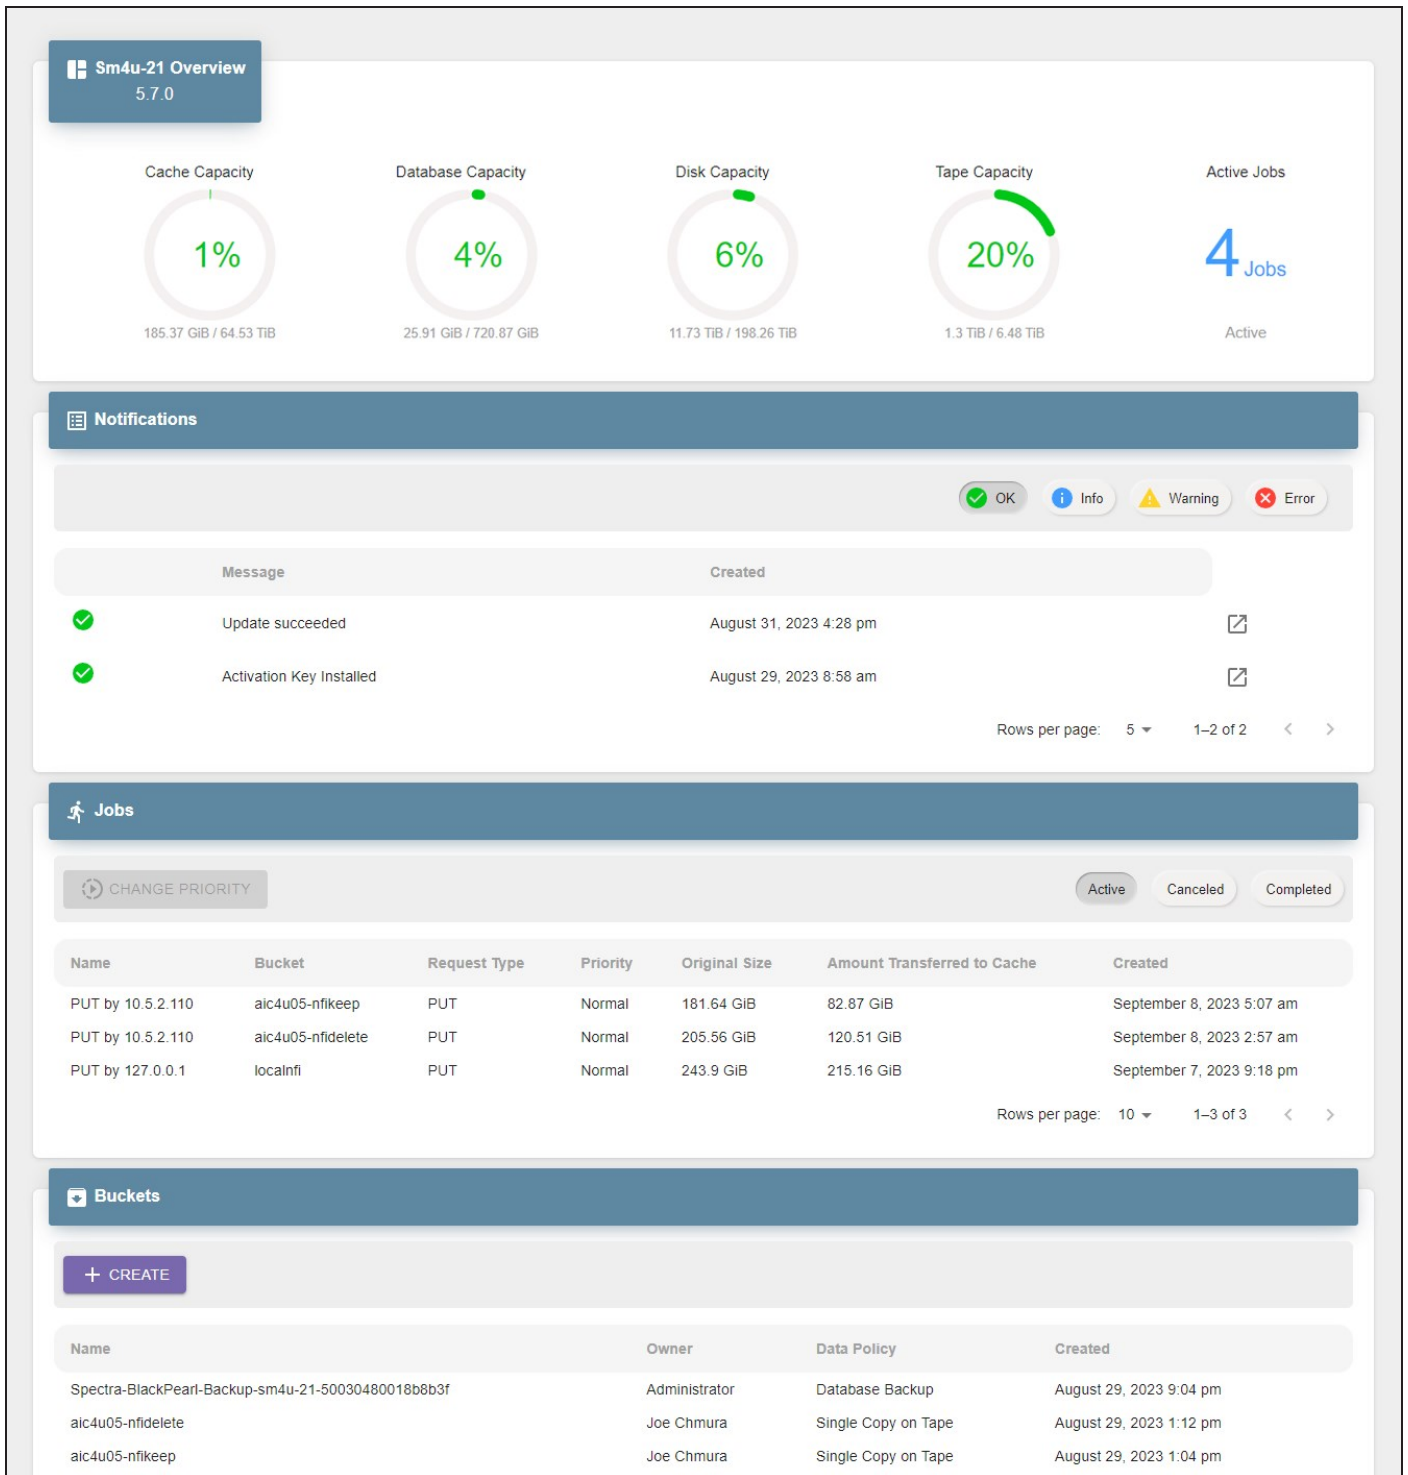 Sm4u-21 Overview
5.7.0
Cache Capacity Database Capacity Disk Capacity Tape Capacity Active Jobs
1% 4% 6% 20% 4 Jobs
185.37 GiB / 64.53 TiB 25.91 GiB / 720.87 GiB 11.73 TiB / 198.26 TiB 1.3 TiB / 6.48 TiB Active
Notifications
OK Info Warning Error
Message Created
Update succeeded August 31, 2023 4:28 pm
Activation Key Installed August 29, 2023 8:58 am
Rows per page: 5 1–2 of 2
Jobs
CHANGE PRIORITY Active Canceled Completed
Name Bucket Request Type Priority Original Size Amount Transferred to Cache Created
PUT by 10.5.2.110 aic4u05-nfikeep PUT Normal 181.64 GiB 82.87 GiB September 8, 2023 5:07 am
PUT by 10.5.2.110 aic4u05-nfidelete PUT Normal 205.56 GiB 120.51 GiB September 8, 2023 2:57 am
PUT by 127.0.0.1 localnfi PUT Normal 243.9 GiB 215.16 GiB September 7, 2023 9:18 pm
Rows per page: 10 1–3 of 3
Buckets
+ CREATE
Name Owner Data Policy Created
Spectra-BlackPearl-Backup-sm4u-21-50030480018b8b3f Administrator Database Backup August 29, 2023 9:04 pm
aic4u05-nfidelete Joe Chmura Single Copy on Tape August 29, 2023 1:12 pm
aic4u05-nfikeep Joe Chmura Single Copy on Tape August 29, 2023 1:04 pm